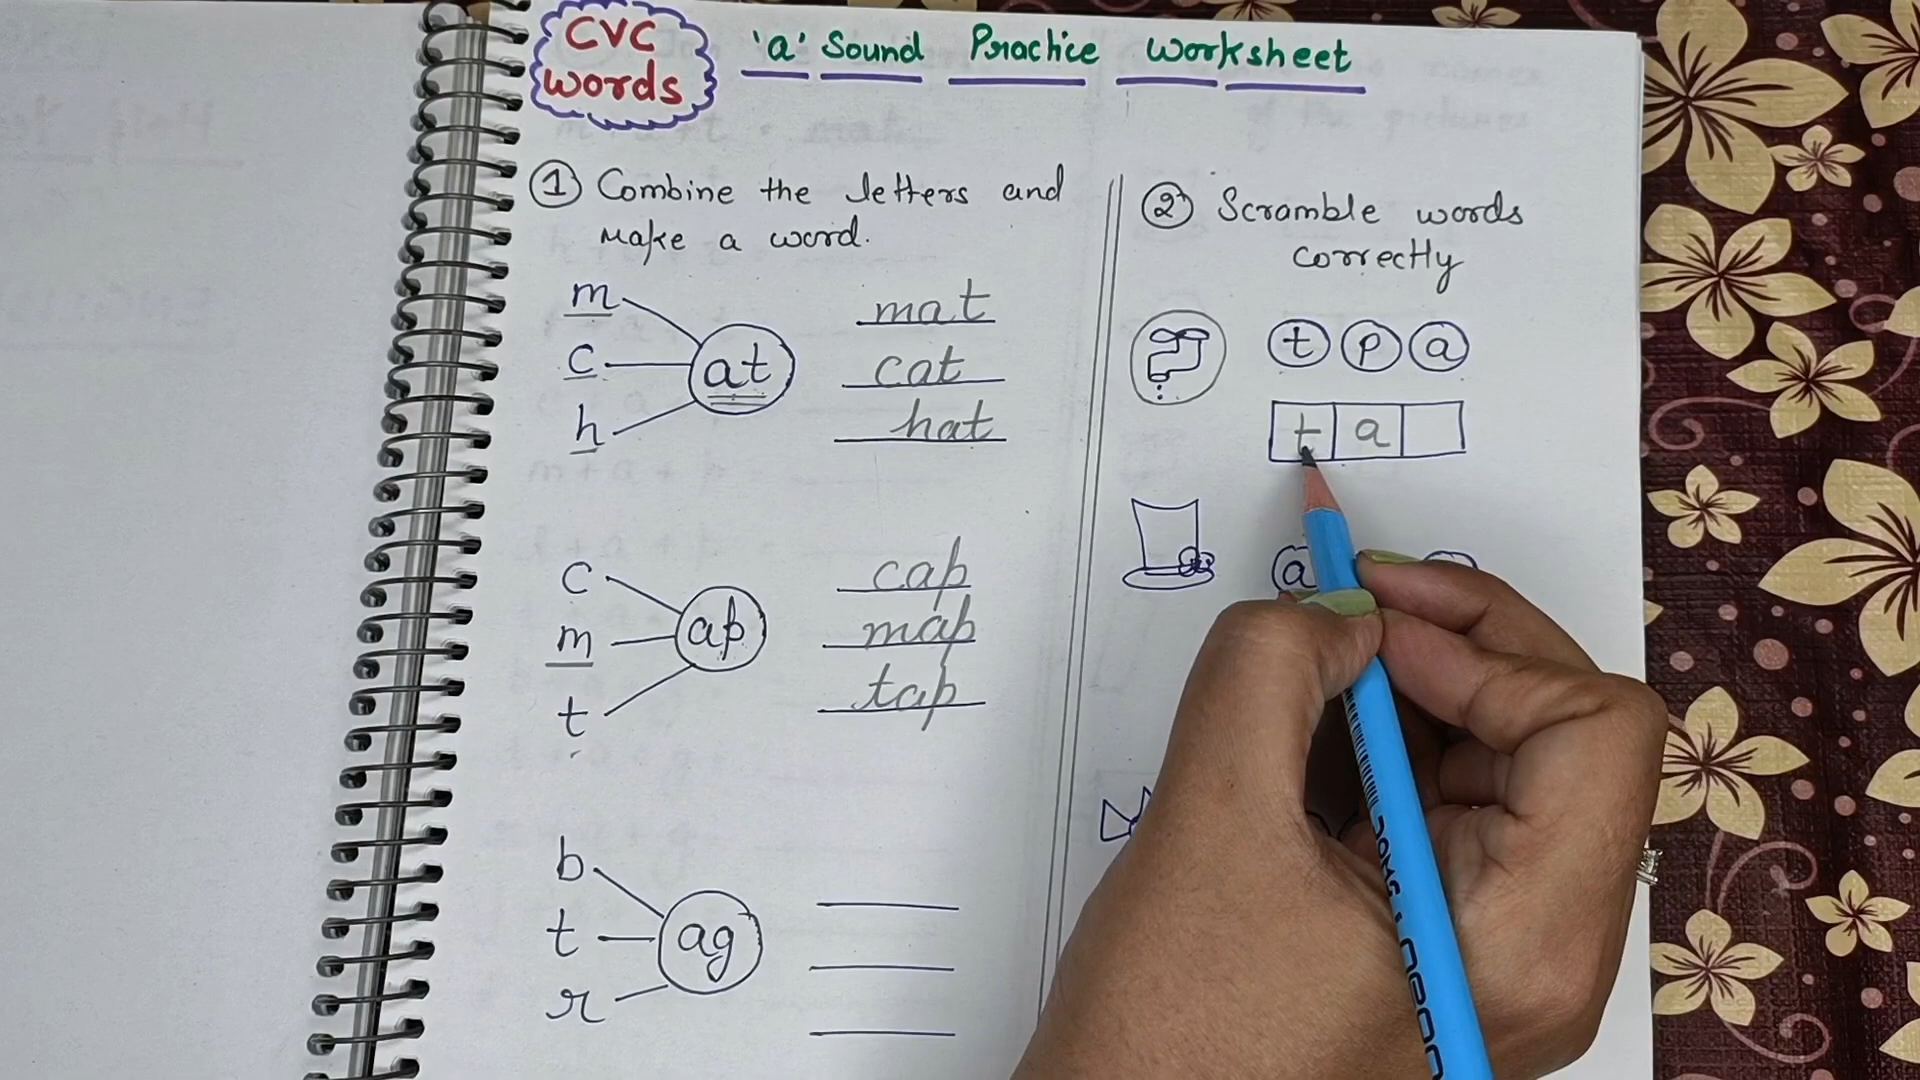 CVC words
'a' Sound Practice Worksheet
1 Combine the letters and
Make a word.
m
c
h
at
mat
cat
hat
c
m
t
ap
cap
map
tap
b
t
r
ag
2 Scramble words
correctly
t p a
t a
a